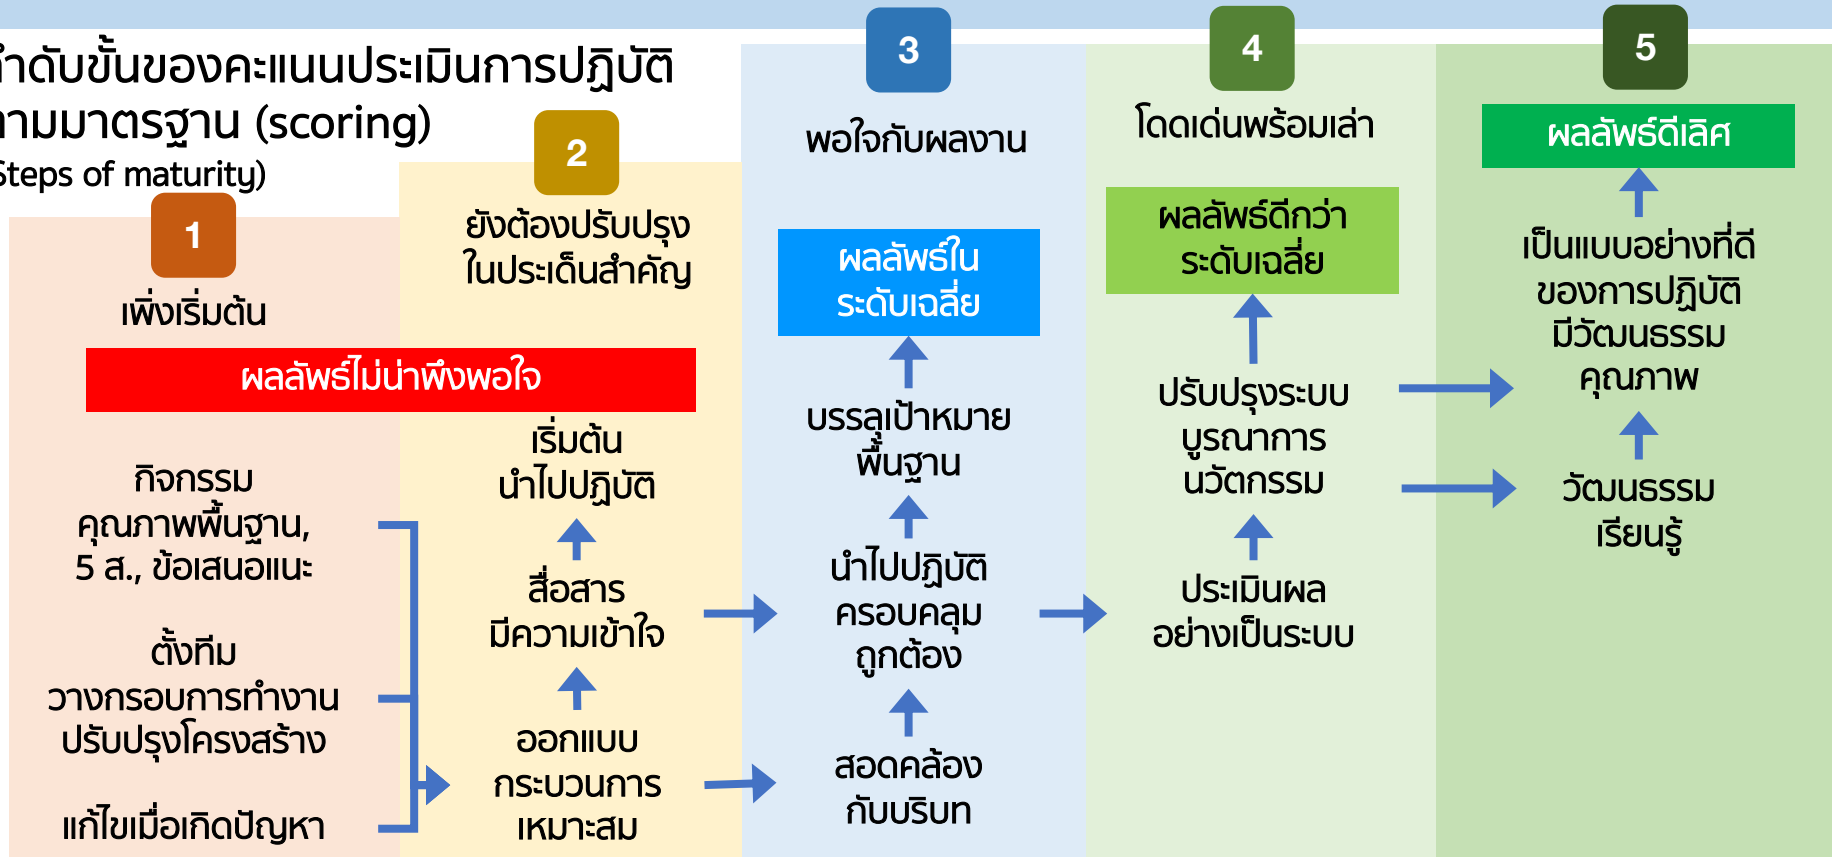 ลำดับขั้นของคะแนนประเมินการปฏิบัติ
ตามมาตรฐาน (scoring)
(Steps of maturity)
1
เพิ่งเริ่มต้น
ผลลัพธ์ไม่น่าพึงพอใจ
กิจกรรม
คุณภาพพื้นฐาน,
5 ส., ข้อเสนอแนะ
ตั้งทีม
วางกรอบการทำงาน
ปรับปรุงโครงสร้าง
แก้ไขเมื่อเกิดปัญหา
2
ยังต้องปรับปรุง
ในประเด็นสำคัญ
เริ่มต้น
นำไปปฏิบัติ
สื่อสาร
มีความเข้าใจ
ออกแบบ
กระบวนการ
เหมาะสม
3
พอใจกับผลงาน
ผลลัพธ์ใน
ระดับเฉลี่ย
บรรลุเป้าหมาย
พื้นฐาน
นำไปปฏิบัติ
ครอบคลุม
ถูกต้อง
สอดคล้อง
กับบริบท
4
โดดเด่นพร้อมเล่า
ผลลัพธ์ดีกว่า
ระดับเฉลี่ย
ปรับปรุงระบบ
บูรณาการ
นวัตกรรม
ประเมินผล
อย่างเป็นระบบ
5
ผลลัพธ์ดีเลิศ
เป็นแบบอย่างที่ดี
ของการปฏิบัติ
มีวัฒนธรรม
คุณภาพ
วัฒนธรรม
เรียนรู้